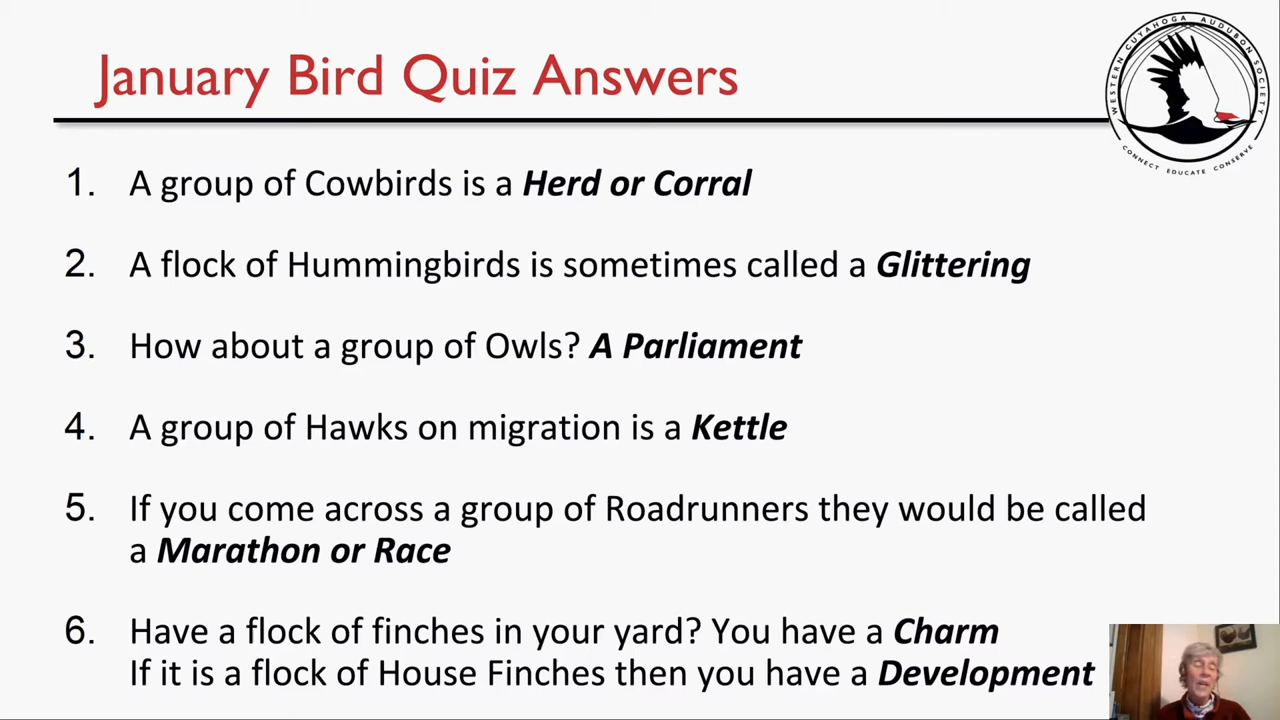 January Bird Quiz Answers
WESTERN CUYAHOGA AUDUBON SOCIETY
CONNECT EDUCATE CONSERVE
1. A group of Cowbirds is a Herd or Corral
2. A flock of Hummingbirds is sometimes called a Glittering
3. How about a group of Owls? A Parliament
4. A group of Hawks on migration is a Kettle
5. If you come across a group of Roadrunners they would be called
a Marathon or Race
6. Have a flock of finches in your yard? You have a Charm
If it is a flock of House Finches then you have a Development